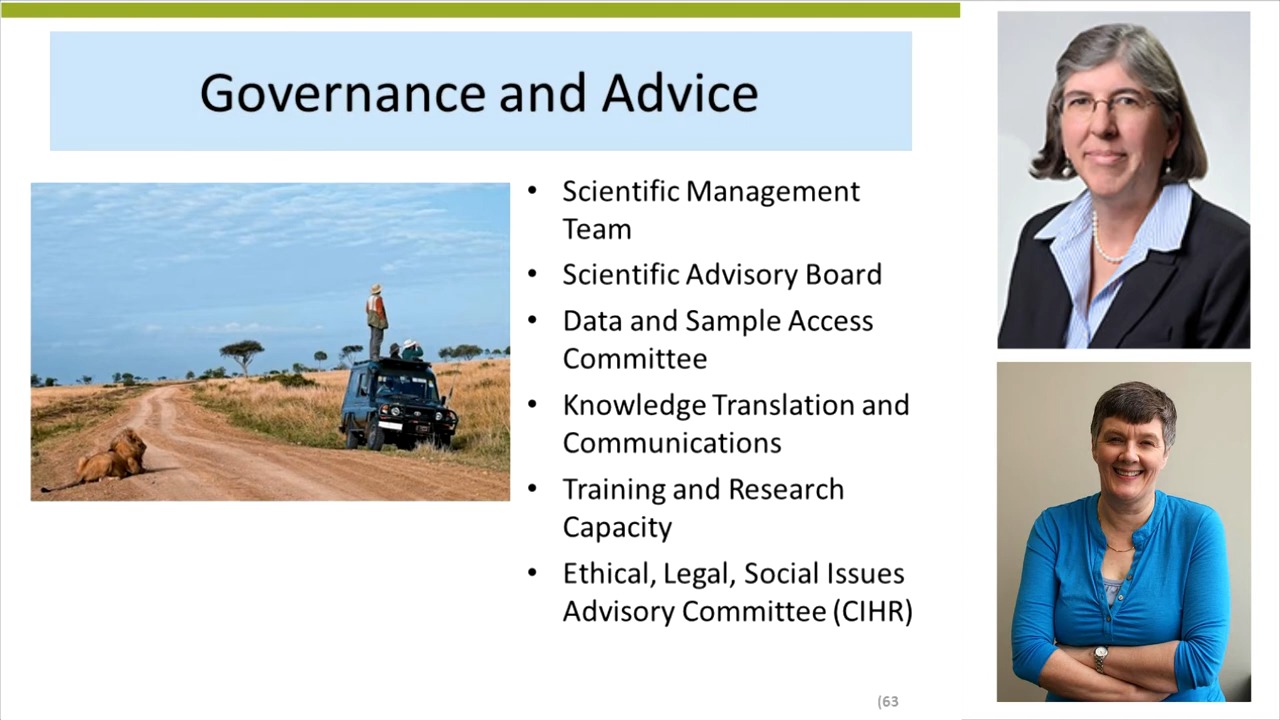 Governance and Advice
• Scientific Management
Team
• Scientific Advisory Board
• Data and Sample Access
Committee
• Knowledge Translation and
Communications
• Training and Research
Capacity
• Ethical, Legal, Social Issues
Advisory Committee (CIHR)
(63